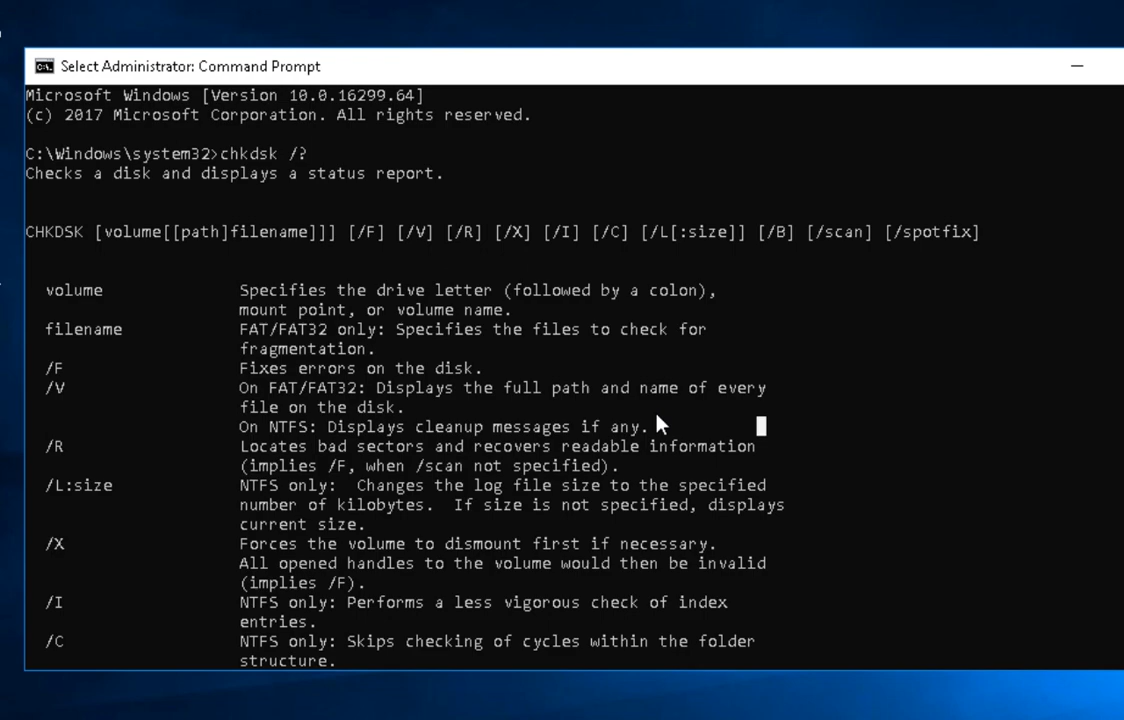 Select Administrator: Command Prompt
Microsoft Windows [Version 10.0.16299.64]
(c) 2017 Microsoft Corporation. All rights reserved.
C:\Windows\system32>chkdsk /?
Checks a disk and displays a status report.
CHKDSK [volume[[path]filename]]] [/F] [/V] [/R] [/X] [/I] [/C] [/L[:size]] [/B] [/scan] [/spotfix]
volume Specifies the drive letter (followed by a colon),
mount point, or volume name.
filename FAT/FAT32 only: Specifies the files to check for
fragmentation.
/F Fixes errors on the disk.
/V On FAT/FAT32: Displays the full path and name of every
file on the disk.
On NTFS: Displays cleanup messages if any.
/R Locates bad sectors and recovers readable information
(implies /F, when /scan not specified).
/L:size NTFS only:  Changes the log file size to the specified
number of kilobytes.  If size is not specified, displays
current size.
/X Forces the volume to dismount first if necessary.
All opened handles to the volume would then be invalid
(implies /F).
/I NTFS only: Performs a less vigorous check of index
entries.
/C NTFS only: Skips checking of cycles within the folder
structure.